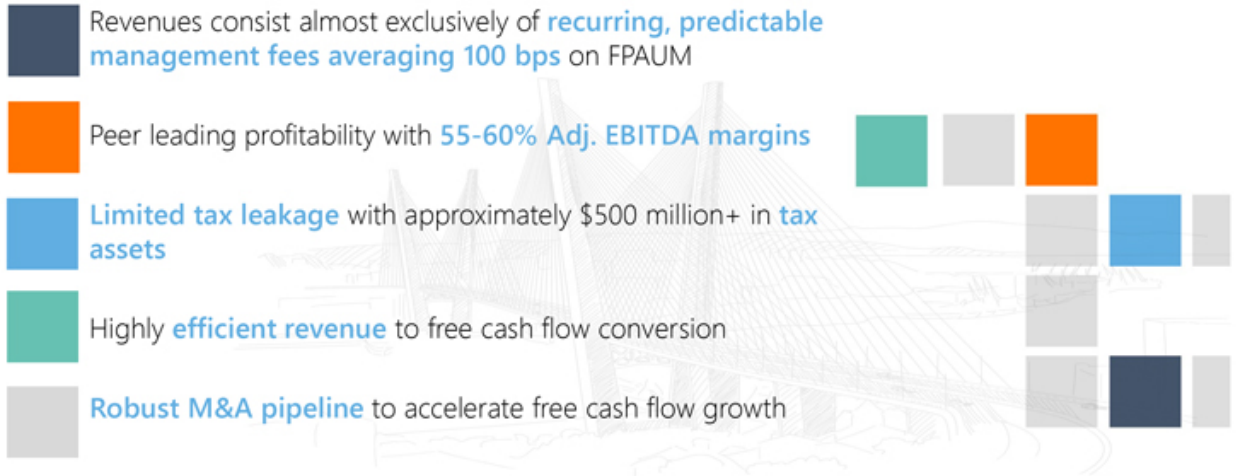 Revenues consist almost exclusively of recurring, predictable
management fees averaging 100 bps on FPAUM
Peer leading profitability with 55-60% Adj. EBITDA margins
Limited tax leakage with approximately $500 million+ in tax
assets
Highly efficient revenue to free cash flow conversion
Robust M&A pipeline to accelerate free cash flow growth